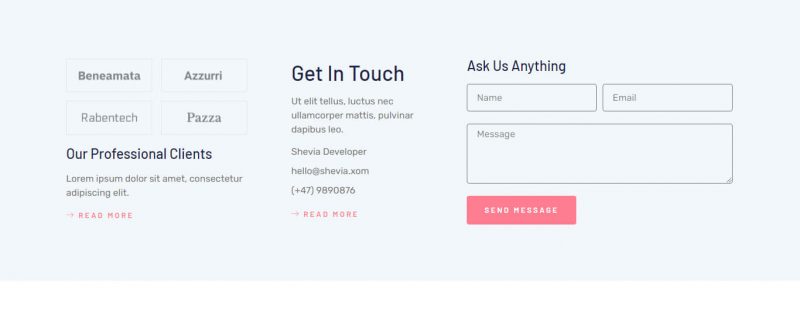 Beneamata
Azzurri
Rabentech
Pazza
Our Professional Clients
Lorem ipsum dolor sit amet, consectetur
adipiscing elit.
→ READ MORE
Get In Touch
Ut elit tellus, luctus nec
ullamcorper mattis, pulvinar
dapibus leo.
Shevia Developer
hello@shevia.xom
(+47) 9890876
→ READ MORE
Ask Us Anything
Name
Email
Message
SEND MESSAGE